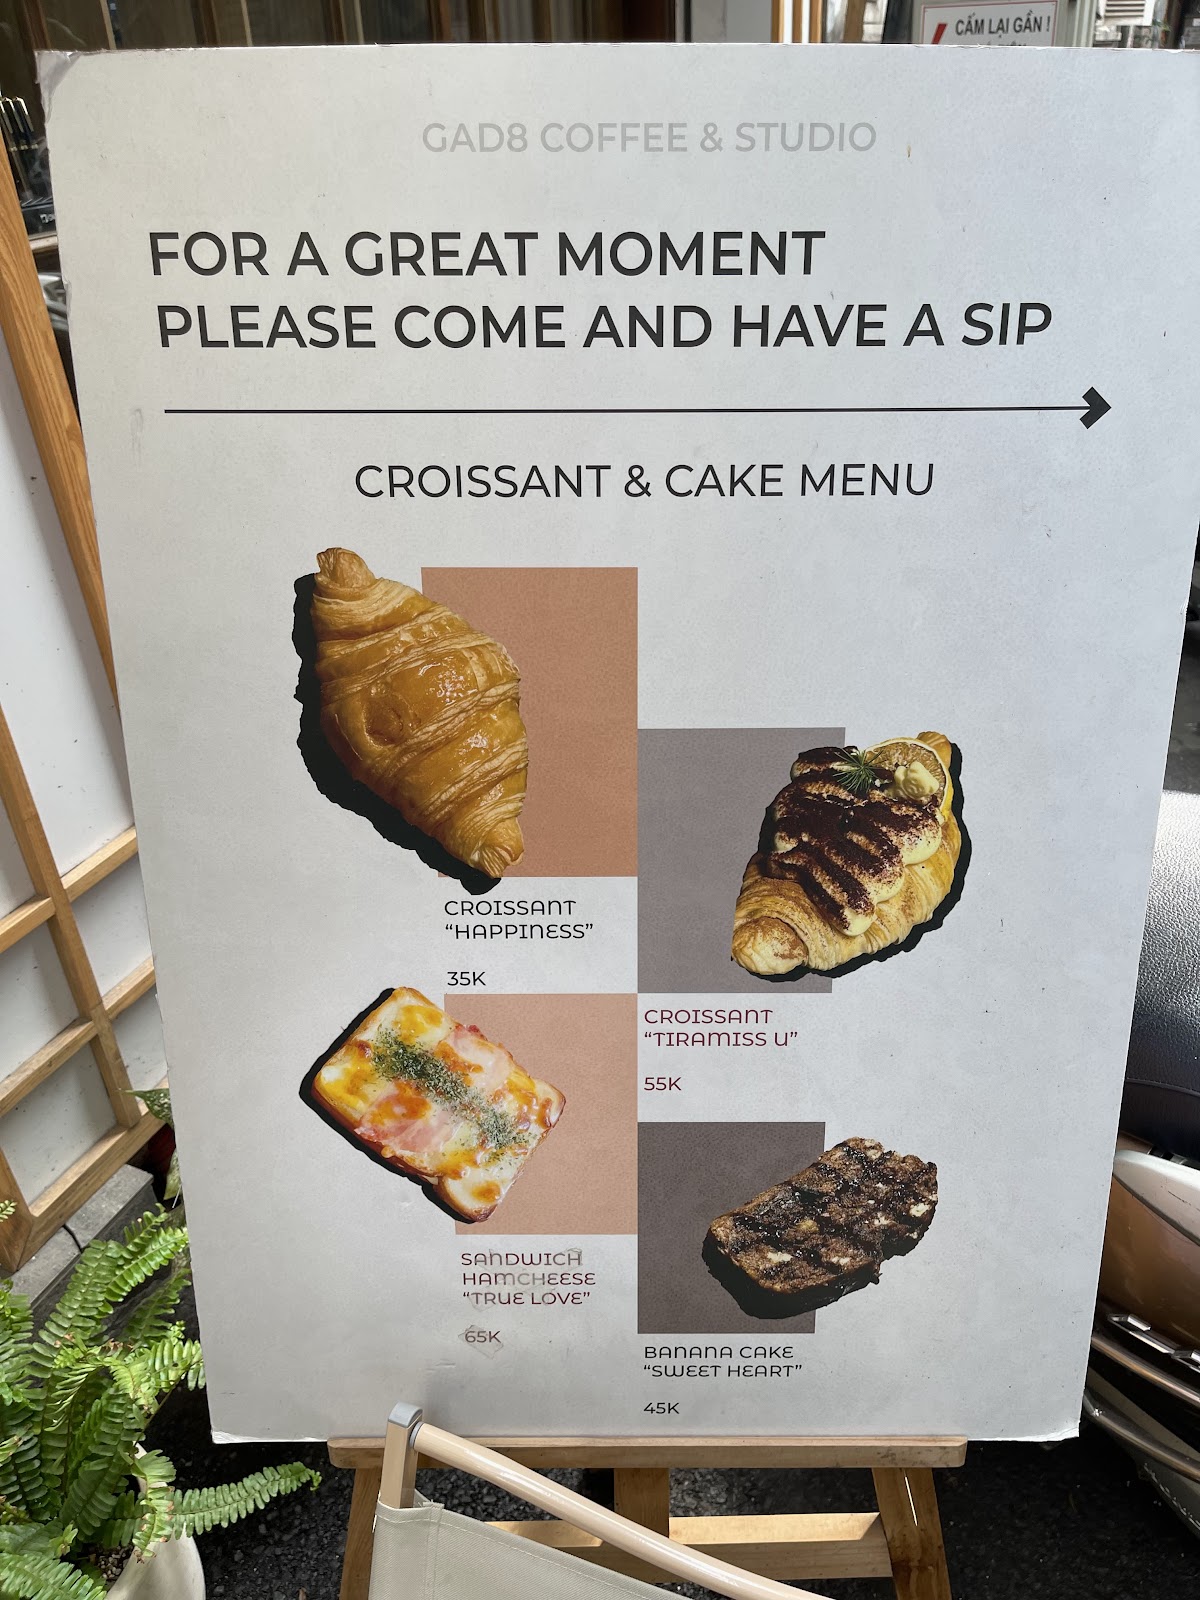 CẤM LẠI GẦN !
GAD8 COFFEE & STUDIO
FOR A GREAT MOMENT
PLEASE COME AND HAVE A SIP
CROISSANT & CAKE MENU
CROISSANT
“HAPPINESS”
35K
CROISSANT
“TIRAMISS U”
55K
SANDWICH
HAMCHEESE
“TRUE LOVE”
65K
BANANA CAKE
“SWEET HEART”
45K